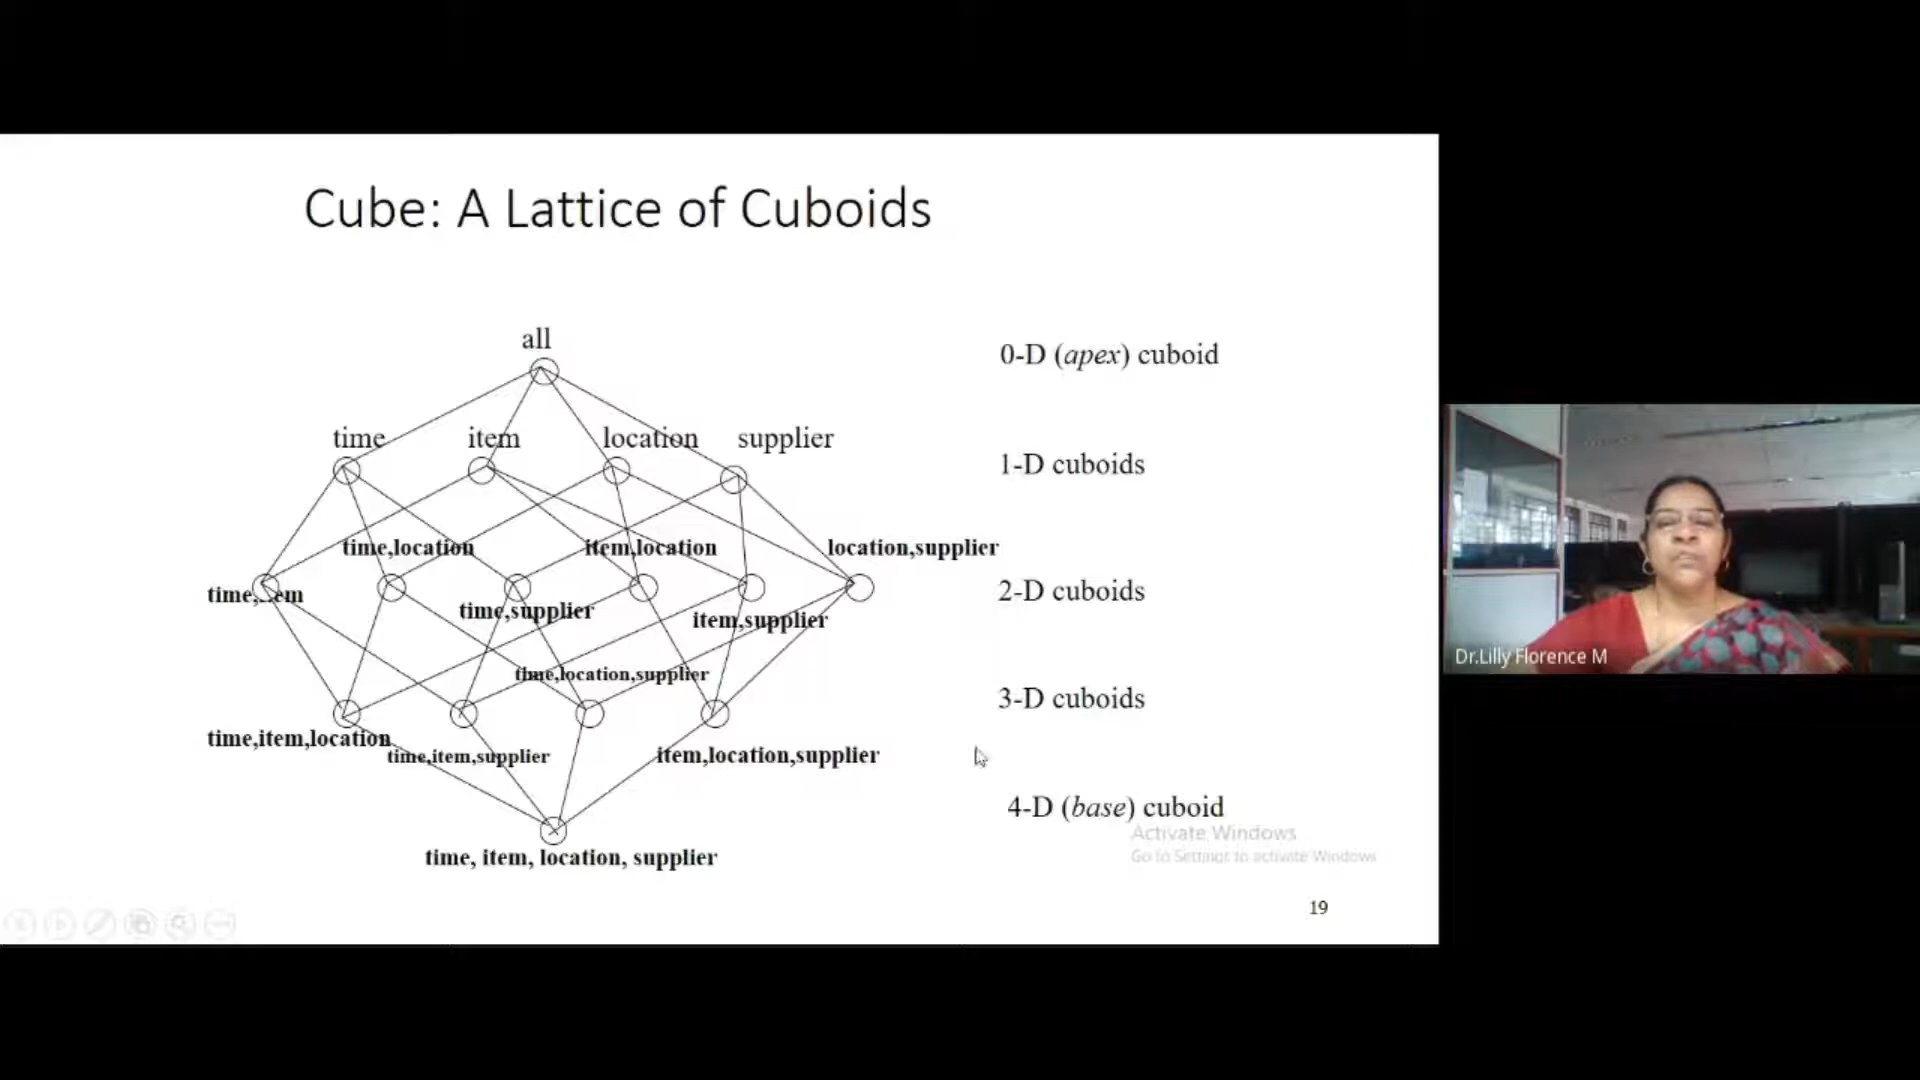 Cube: A Lattice of Cuboids
all
0-D (apex) cuboid
time
item
location
supplier
1-D cuboids
time,location
item,location
location,supplier
time,item
time,supplier
item,supplier
2-D cuboids
time,location,supplier
3-D cuboids
time,item,location
time,item,supplier
item,location,supplier
4-D (base) cuboid
time, item, location, supplier
Activate Windows
Go to Settings to activate Windows
19
Dr.Lilly Florence M